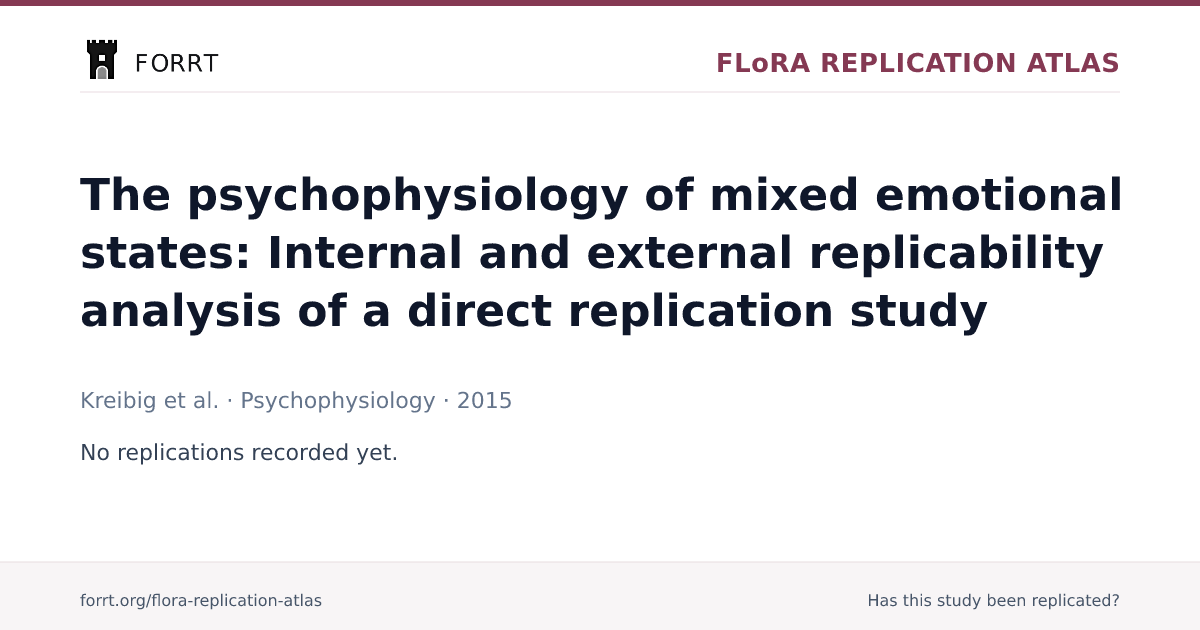 FORRT
FLoRA REPLICATION ATLAS
The psychophysiology of mixed emotional
states: Internal and external replicability
analysis of a direct replication study
Kreibig et al. · Psychophysiology · 2015
No replications recorded yet.
forrt.org/flora-replication-atlas
Has this study been replicated?